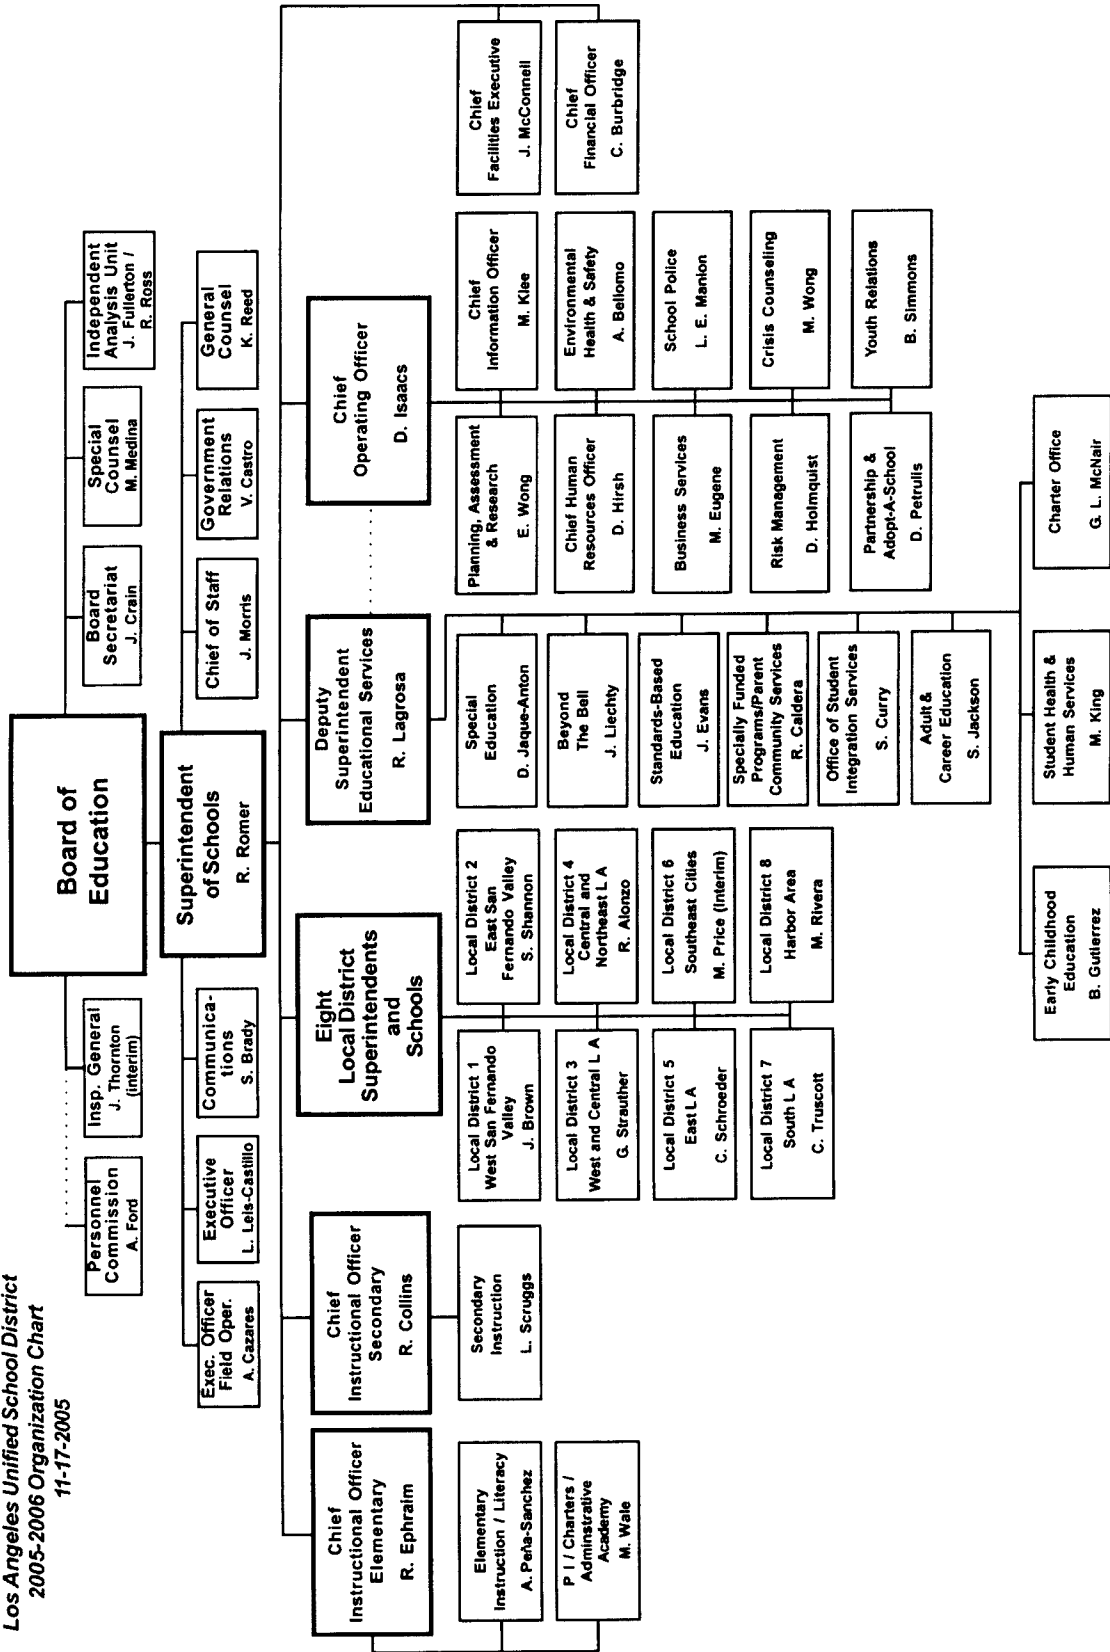 Los Angeles Unified School District
2005-2006 Organization Chart
11-17-2005
Board of
Education
Personnel
Commission
A. Ford
Insp. General
J. Thornton
(interim)
Board
Secretariat
J. Crain
Special
Counsel
M. Medina
Independent
Analysis Unit
J. Fullerton /
R. Ross
Superintendent
of Schools
R. Romer
Exec. Officer
Field Oper.
A. Cazares
Executive
Officer
L. Leis-Castillo
Communica-
tions
S. Brady
Chief of Staff
J. Morris
Government
Relations
V. Castro
General
Counsel
K. Reed
Chief
Instructional Officer
Elementary
R. Ephraim
Chief
Instructional Officer
Secondary
R. Collins
Eight
Local District
Superintendents
and
Schools
Deputy
Superintendent
Educational Services
R. Lagrosa
Chief
Operating Officer
D. Isaacs
Elementary
Instruction / Literacy
A. Peña-Sanchez
P I / Charters /
Adminstrative
Academy
M. Wale
Secondary
Instruction
L. Scruggs
Local District 1
West San Fernando
Valley
J. Brown
Local District 2
East San
Fernando Valley
S. Shannon
Local District 3
West and Central L A
G. Strauther
Local District 4
Central and
Northeast L A
R. Alonzo
Local District 5
East L A
C. Schroeder
Local District 6
Southeast Cities
M. Price (Interim)
Local District 7
South L A
C. Truscott
Local District 8
Harbor Area
M. Rivera
Special
Education
D. Jaque-Anton
Beyond
The Bell
J. Liechty
Standards-Based
Education
J. Evans
Specially Funded
Programs/Parent
Community Services
R. Caldera
Office of Student
Integration Services
S. Curry
Adult &
Career Education
S. Jackson
Early Childhood
Education
B. Gutierrez
Student Health &
Human Services
M. King
Charter Office
G. L. McNair
Planning, Assessment
& Research
E. Wong
Chief
Information Officer
M. Klee
Chief Human
Resources Officer
D. Hirsh
Environmental
Health & Safety
A. Bellomo
Business Services
M. Eugene
School Police
L. E. Manion
Risk Management
D. Holmquist
Crisis Counseling
M. Wong
Partnership &
Adopt-A-School
D. Petrulis
Youth Relations
B. Simmons
Chief
Facilities Executive
J. McConnell
Chief
Financial Officer
C. Burbridge